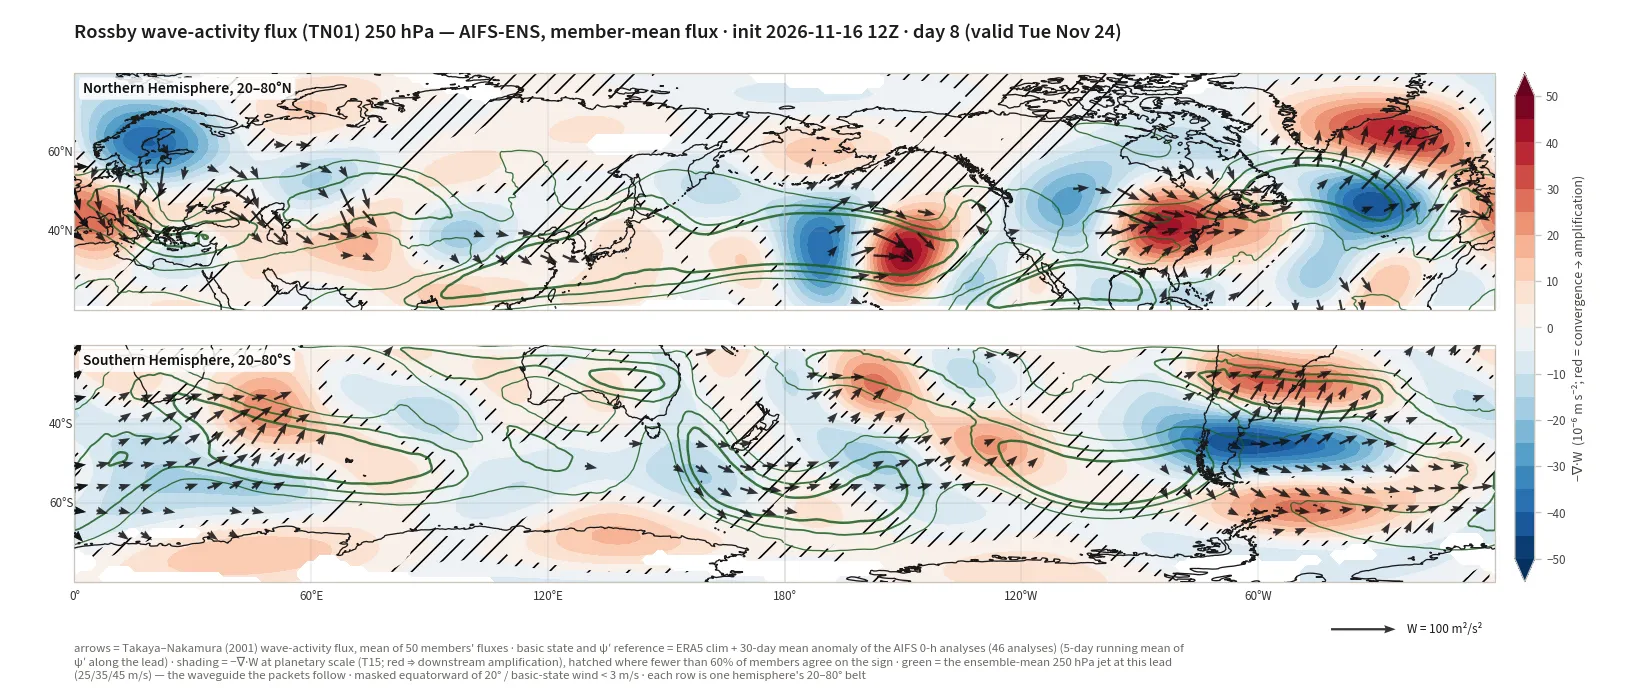 Rossby wave-activity flux (TN01) 250 hPa — AIFS-ENS, member-mean flux · init 2026-11-16 12Z · day 8 (valid Tue Nov 24)
Northern Hemisphere, 20–80°N
60°N
40°N
Southern Hemisphere, 20–80°S
40°S
60°S
0°
60°E
120°E
180°
120°W
60°W
50
40
30
20
10
0
−10
−20
−30
−40
−50
−∇·W (10⁻⁶ m s⁻²; red = convergence → amplification)
W = 100 m²/s²
arrows = Takaya–Nakamura (2001) wave-activity flux, mean of 50 members' fluxes · basic state and ψ' reference = ERA5 clim + 30-day mean anomaly of the AIFS 0-h analyses (46 analyses) (5-day running mean of
ψ' along the lead) · shading = −∇·W at planetary scale (T15; red ⇒ downstream amplification), hatched where fewer than 60% of members agree on the sign · green = the ensemble-mean 250 hPa jet at this lead
(25/35/45 m/s) — the waveguide the packets follow · masked equatorward of 20° / basic-state wind < 3 m/s · each row is one hemisphere's 20–80° belt